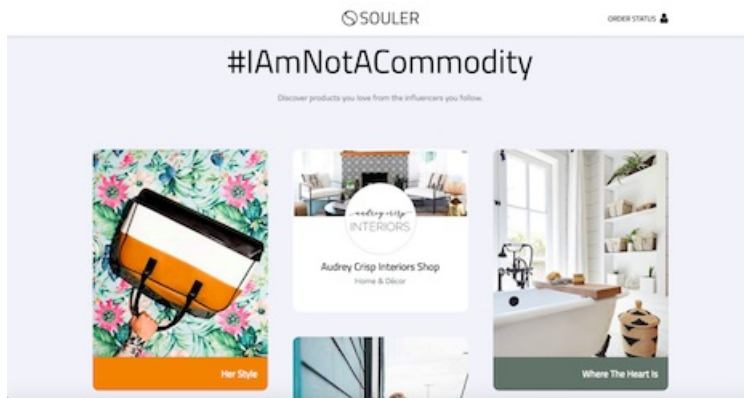 SOULER
ORDER STATUS
#IAmNotACommodity
Discover products you love from the influencers you follow.
audrey crisp
INTERIORS
Audrey Crisp Interiors Shop
Home & Décor
Her Style
Where The Heart Is